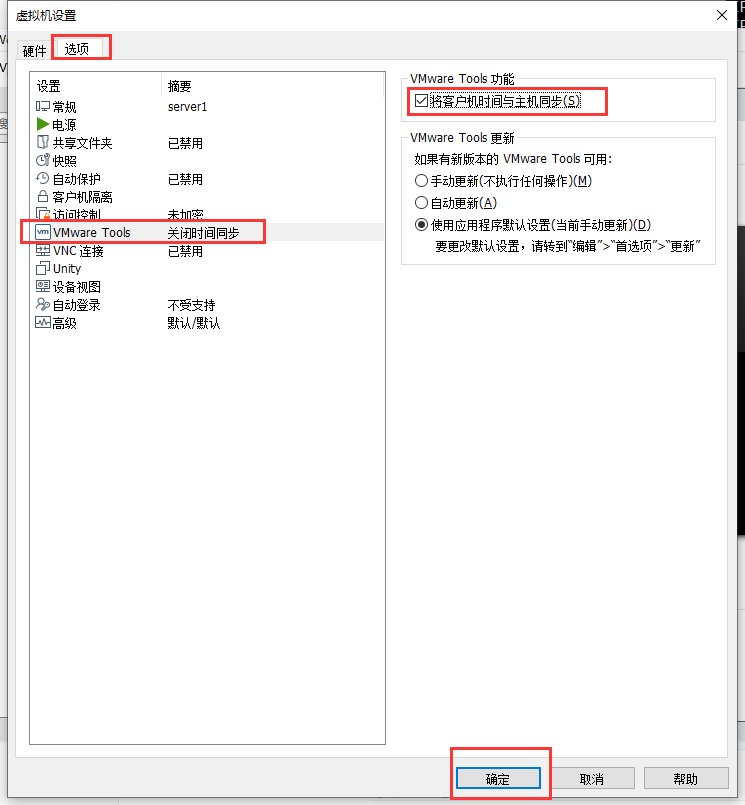 虚拟机设置
硬件 选项
设置 摘要
常规 server1
电源
共享文件夹 已禁用
快照
自动保护 已禁用
客户机隔离
访问控制 未加密
VMware Tools 关闭时间同步
VNC 连接 已禁用
Unity
设备视图
自动登录 不受支持
高级 默认/默认
VMware Tools 功能
将客户机时间与主机同步(S)
VMware Tools 更新
如果有新版本的 VMware Tools 可用:
手动更新(不执行任何操作)(M)
自动更新(A)
使用应用程序默认设置(当前手动更新)(D)
要更改默认设置，请转到“编辑”>“首选项”>“更新”
确定 取消 帮助